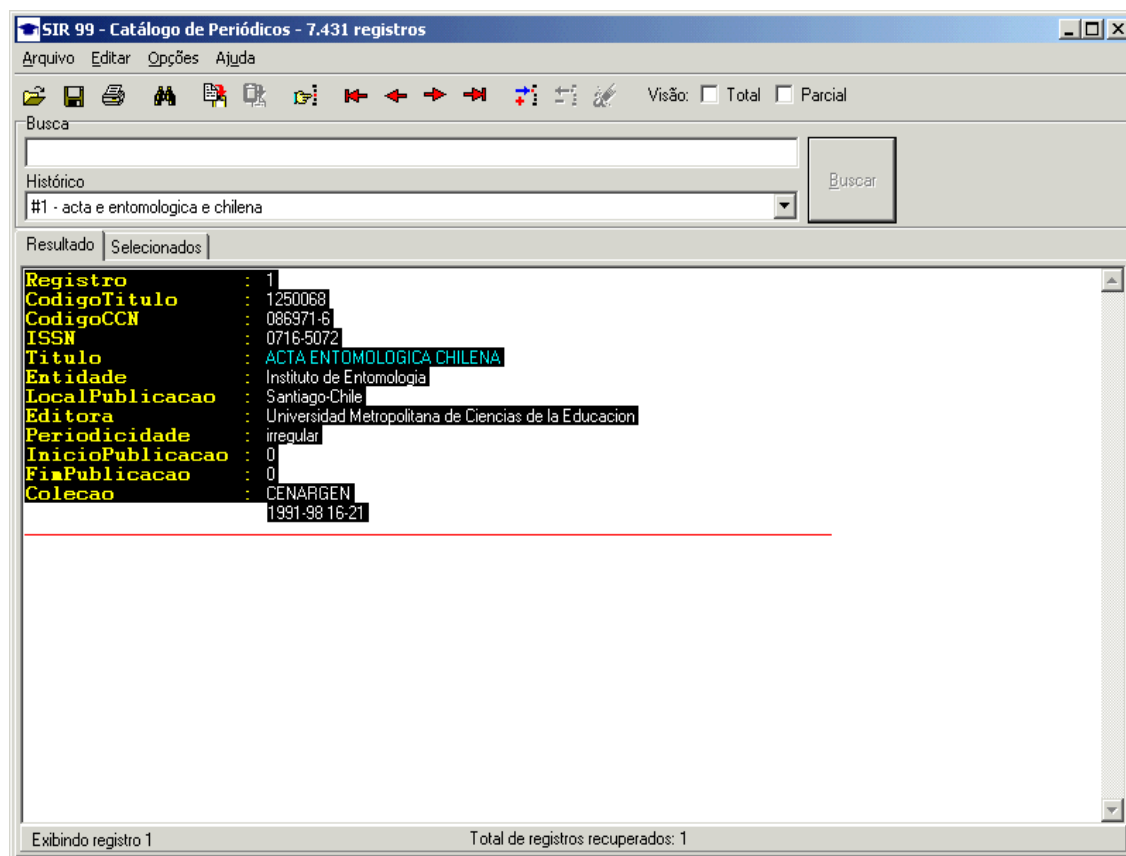 SIR 99 - Catálogo de Periódicos - 7.431 registros
Arquivo Editar Opções Ajuda
Visão: Total Parcial
Busca
Buscar
Histórico
#1 - acta e entomologica e chilena
Resultado Selecionados
Registro : 1
CodigoTitulo : 1250068
CodigoCCN : 086971-6
ISSN : 0716-5072
Titulo : ACTA ENTOMOLOGICA CHILENA
Entidade : Instituto de Entomologia
LocalPublicacao : Santiago-Chile
Editora : Universidad Metropolitana de Ciencias de la Educacion
Periodicidade : irregular
InicioPublicacao : 0
FimPublicacao : 0
Colecao : CENARGEN
1991-98 16-21
Exibindo registro 1 Total de registros recuperados: 1